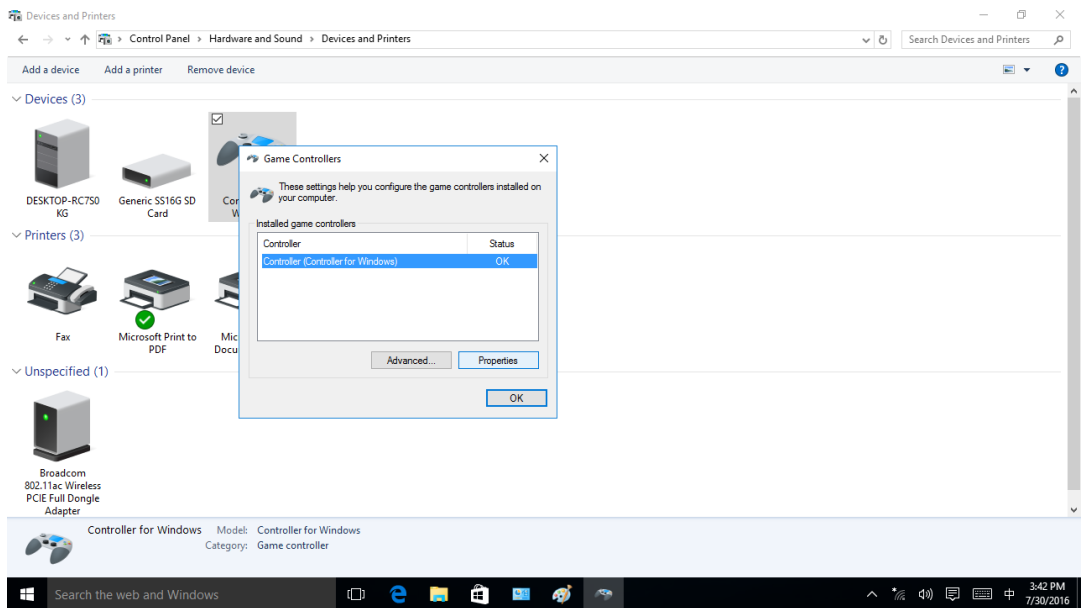 Devices and Printers
Control Panel > Hardware and Sound > Devices and Printers
Search Devices and Printers
Add a device
Add a printer
Remove device
?
Devices (3)
DESKTOP-RC7S0
KG
Generic SS16G SD
Card
Cor
W
Game Controllers
These settings help you configure the game controllers installed on
your computer.
Installed game controllers
Controller
Status
Controller (Controller for Windows)
OK
Advanced...
Properties
OK
Printers (3)
Fax
Microsoft Print to
PDF
Mic
Docu
Unspecified (1)
Broadcom
802.11ac Wireless
PCIE Full Dongle
Adapter
Controller for Windows
Model: Controller for Windows
Category: Game controller
Search the web and Windows
中
3:42 PM
7/30/2016